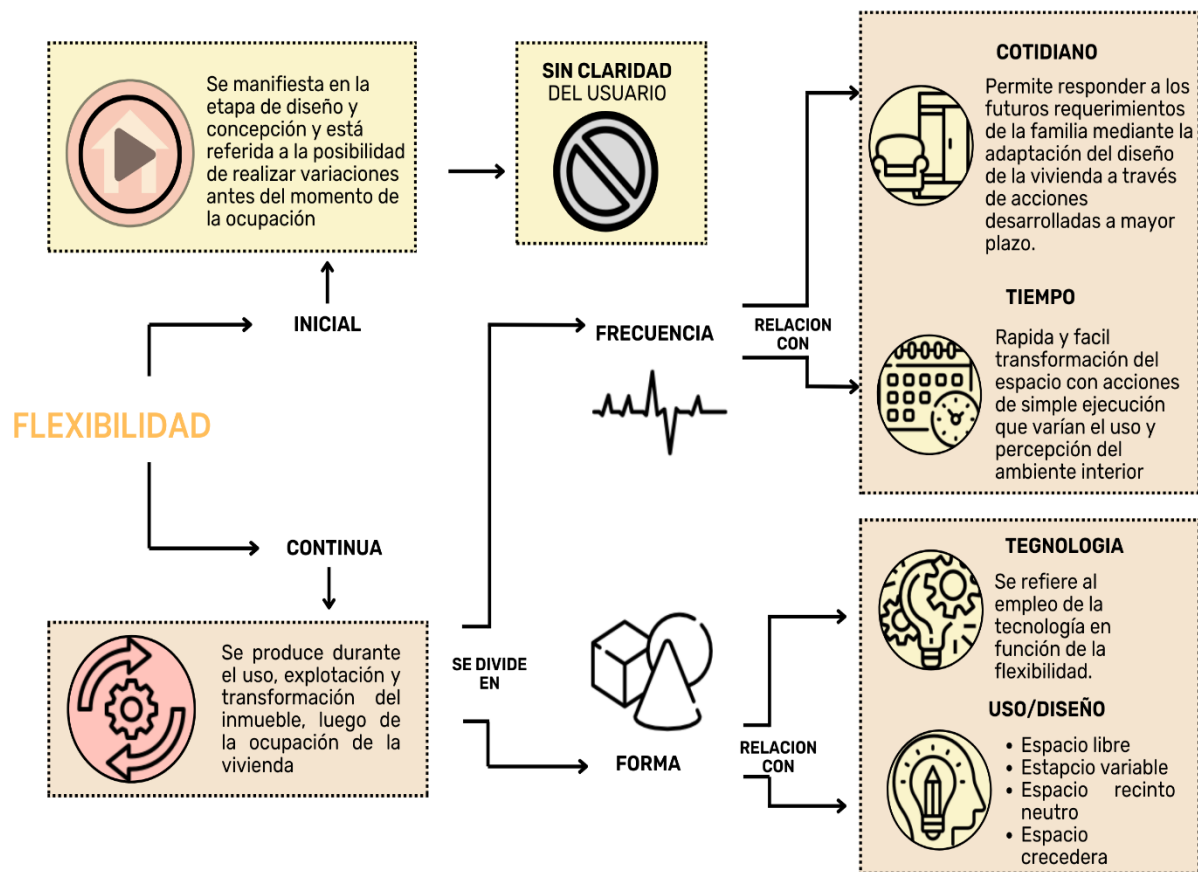 Se manifiesta en la
etapa de diseño y
concepción y está
referida a la posibilidad
de realizar variaciones
antes del momento de
la ocupación
SIN CLARIDAD
DEL USUARIO
COTIDIANO
Permite responder a los
futuros requerimientos
de la familia mediante la
adaptación del diseño
de la vivienda a través
de acciones
desarrolladas a mayor
plazo.
INICIAL
FRECUENCIA
RELACION
CON
TIEMPO
Rapida y facil
transformación del
espacio con acciones
de simple ejecución
que varían el uso y
percepción del
ambiente interior
FLEXIBILIDAD
CONTINUA
Se produce durante
el uso, explotación y
transformación del
inmueble, luego de
la ocupación de la
vivienda
SE DIVIDE
EN
FORMA
RELACION
CON
TEGNOLOGIA
Se refiere al
empleo de la
tecnología en
función de la
flexibilidad.
USO/DISEÑO
• Espacio libre
• Estapcio variable
• Espacio recinto
neutro
• Espacio
crecedera